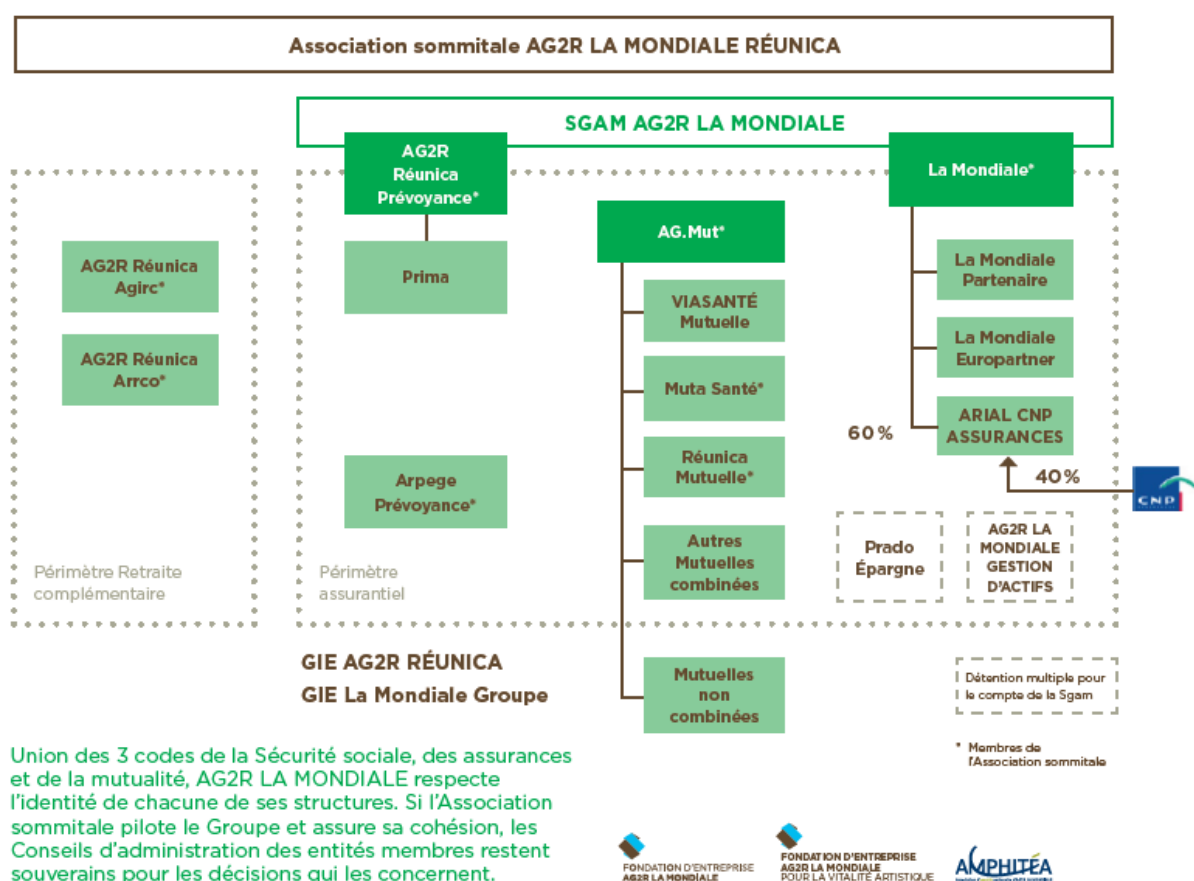 Association sommitale AG2R LA MONDIALE RÉUNICA
SGAM AG2R LA MONDIALE
AG2R
Réunica
Prévoyance*
La Mondiale*
AG.Mut*
AG2R Réunica
Agirc*
AG2R Réunica
Arrco*
Prima
Arpege
Prévoyance*
VIASANTÉ
Mutuelle
Muta Santé*
Réunica
Mutuelle*
Autres
Mutuelles
combinées
Mutuelles
non
combinées
La Mondiale
Partenaire
La Mondiale
Europartner
ARIAL CNP
ASSURANCES
60 %
40 %
CNP
Prado
Épargne
AG2R LA
MONDIALE
GESTION
D'ACTIFS
Périmètre Retraite
complémentaire
Périmètre
assurantiel
GIE AG2R RÉUNICA
GIE La Mondiale Groupe
Détention multiple pour
le compte de la Sgam
* Membres de
l'Association sommitale
Union des 3 codes de la Sécurité sociale, des assurances
et de la mutualité, AG2R LA MONDIALE respecte
l'identité de chacune de ses structures. Si l'Association
sommitale pilote le Groupe et assure sa cohésion, les
Conseils d'administration des entités membres restent
souverains pour les décisions qui les concernent.
FONDATION D'ENTREPRISE
AG2R LA MONDIALE
FONDATION D'ENTREPRISE
AG2R LA MONDIALE
POUR LA VITALITÉ ARTISTIQUE
AMPHITÉA